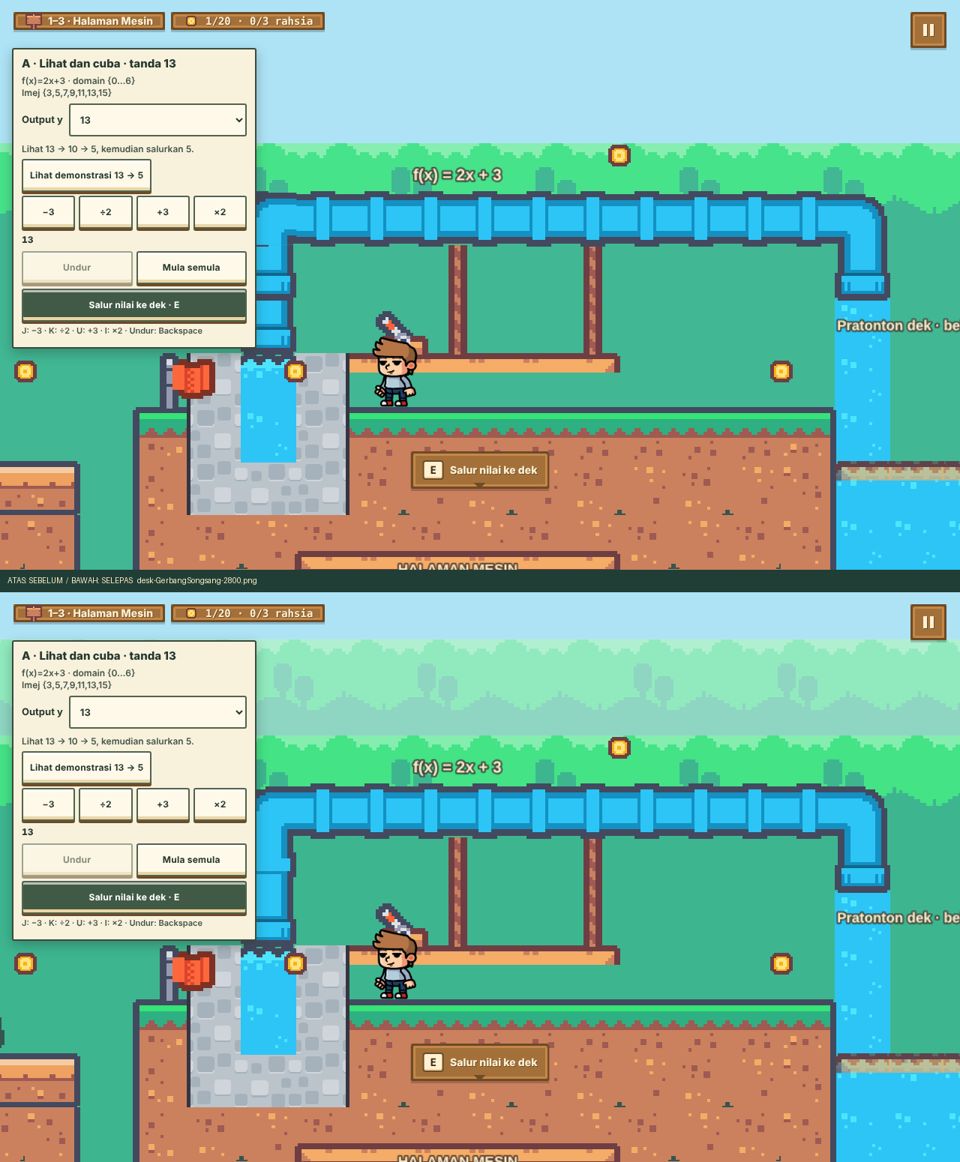 1–3 · Halaman Mesin
1/20 · 0/3 rahsia
A · Lihat dan cuba · tanda 13
f(x)=2x+3 · domain {0...6}
Imej {3,5,7,9,11,13,15}
Output y
13
Lihat 13 → 10 → 5, kemudian salurkan 5.
Lihat demonstrasi 13 → 5
−3
÷2
+3
×2
13
Undur
Mula semula
Salur nilai ke dek · E
J: −3 · K: ÷2 · U: +3 · I: ×2 · Undur: Backspace
f(x) = 2x + 3
Pratonton dek · be
E Salur nilai ke dek
HALAMAN MESIN
ATAS SEBELUM / BAWAH: SELEPAS desk-GerbangSongsang-2800.png
1–3 · Halaman Mesin
1/20 · 0/3 rahsia
A · Lihat dan cuba · tanda 13
f(x)=2x+3 · domain {0...6}
Imej {3,5,7,9,11,13,15}
Output y
13
Lihat 13 → 10 → 5, kemudian salurkan 5.
Lihat demonstrasi 13 → 5
−3
÷2
+3
×2
13
Undur
Mula semula
Salur nilai ke dek · E
J: −3 · K: ÷2 · U: +3 · I: ×2 · Undur: Backspace
f(x) = 2x + 3
Pratonton dek · be
E Salur nilai ke dek
HALAMAN MESIN